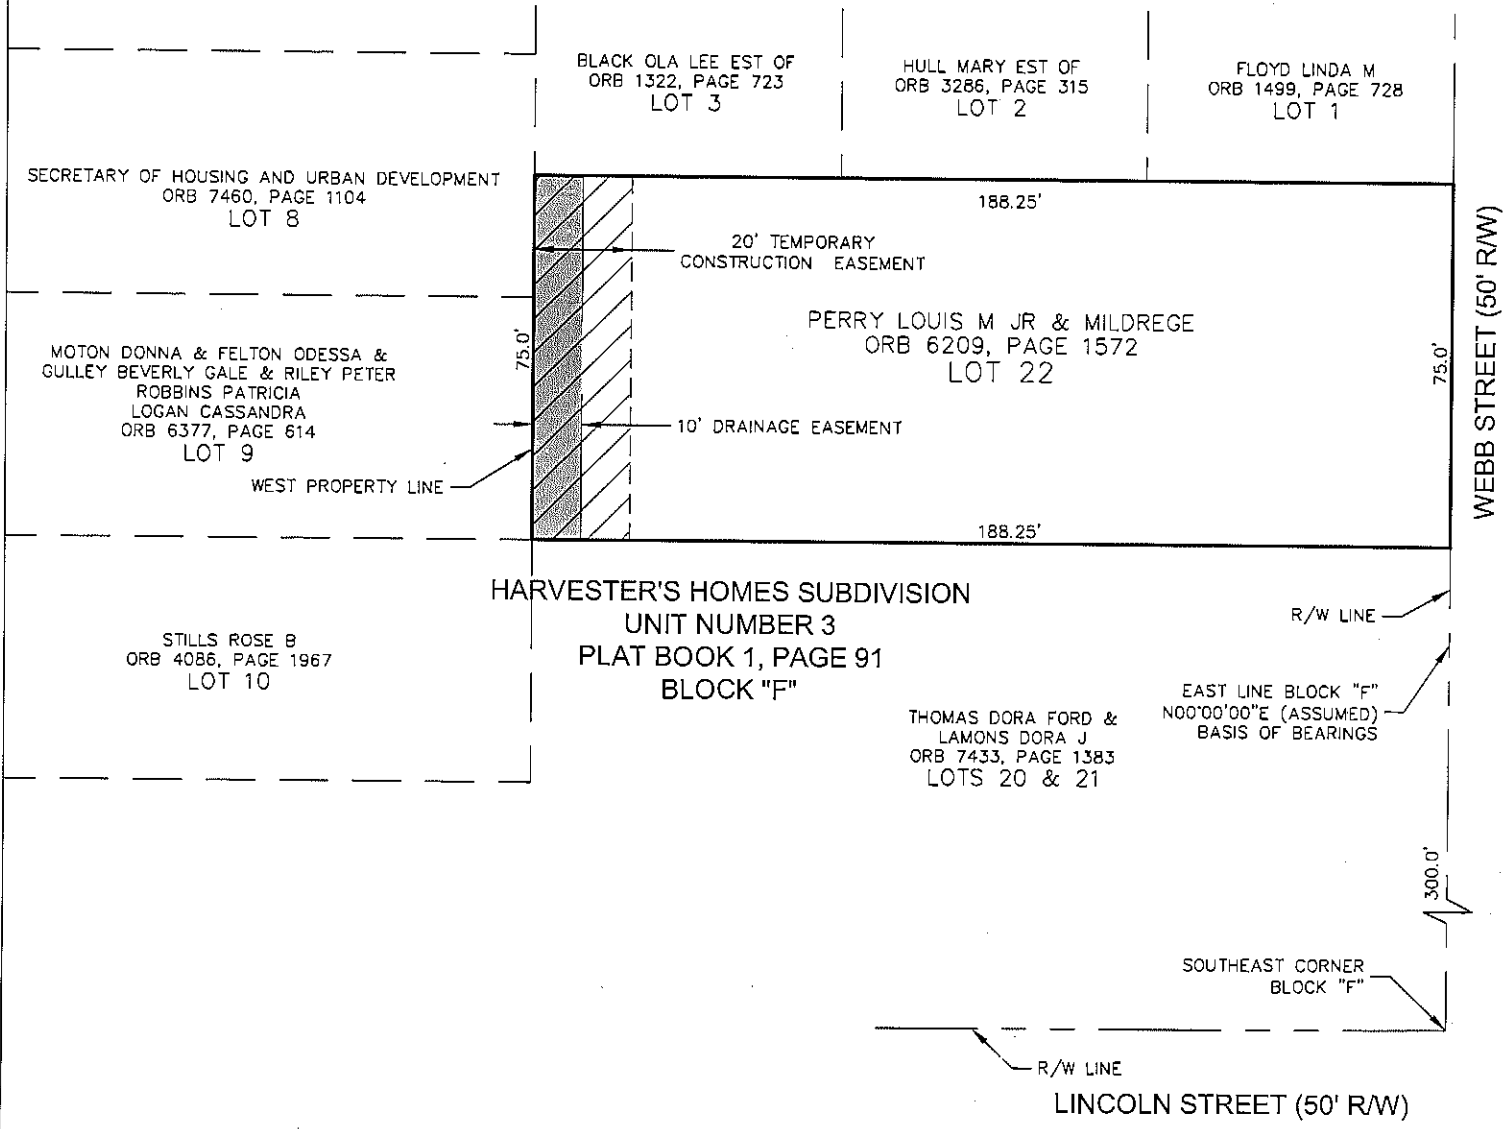 BLACK OLA LEE EST OF
ORB 1322, PAGE 723
LOT 3
HULL MARY EST OF
ORB 3286, PAGE 315
LOT 2
FLOYD LINDA M
ORB 1499, PAGE 728
LOT 1
SECRETARY OF HOUSING AND URBAN DEVELOPMENT
ORB 7460, PAGE 1104
LOT 8
188.25'
20' TEMPORARY
CONSTRUCTION EASEMENT
WEBB STREET (50' R/W)
PERRY LOUIS M JR & MILDREGE
ORB 6209, PAGE 1572
LOT 22
75.0'
75.0'
MOTON DONNA & FELTON ODESSA &
GULLEY BEVERLY GALE & RILEY PETER
ROBBINS PATRICIA
LOGAN CASSANDRA
ORB 6377, PAGE 614
LOT 9
10' DRAINAGE EASEMENT
WEST PROPERTY LINE
188.25'
HARVESTER'S HOMES SUBDIVISION
UNIT NUMBER 3
PLAT BOOK 1, PAGE 91
BLOCK "F"
R/W LINE
STILLS ROSE B
ORB 4086, PAGE 1967
LOT 10
EAST LINE BLOCK "F"
N00°00'00"E (ASSUMED)
BASIS OF BEARINGS
THOMAS DORA FORD &
LAMONS DORA J
ORB 7433, PAGE 1383
LOTS 20 & 21
300.0'
SOUTHEAST CORNER
BLOCK "F"
R/W LINE
LINCOLN STREET (50' R/W)